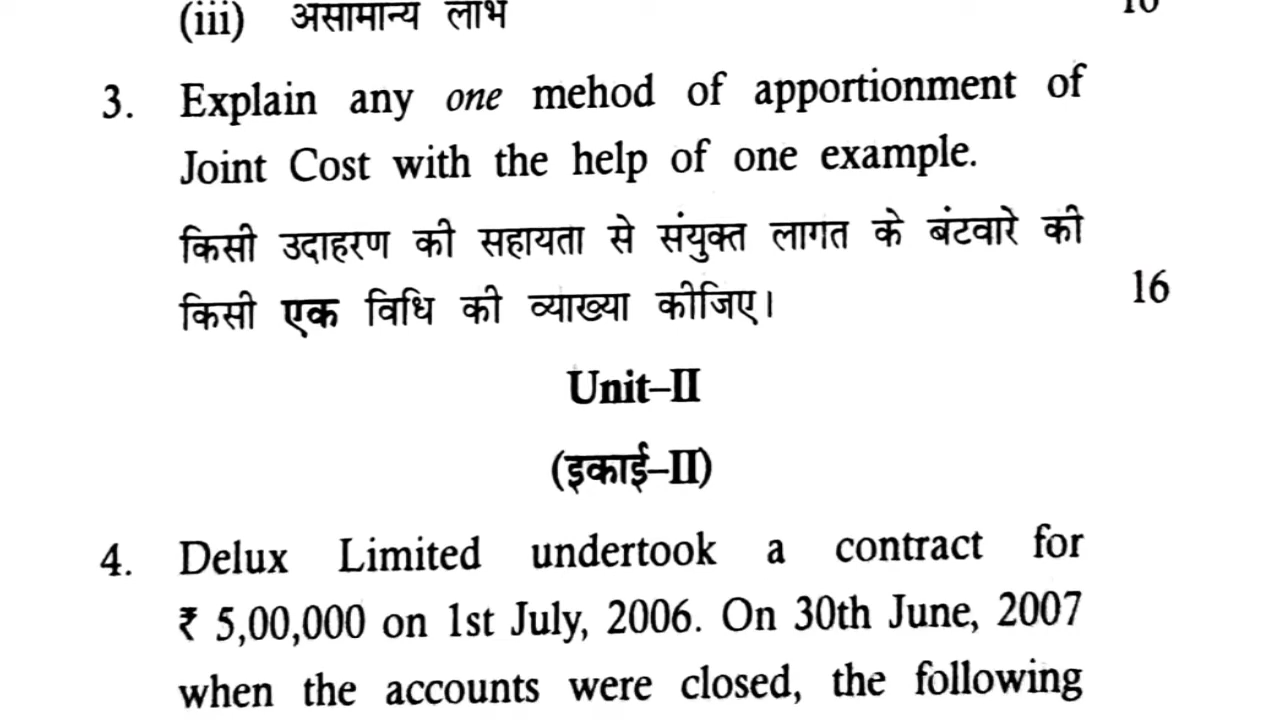 (iii) असामान्य लाभ
3. Explain any one mehod of apportionment of
Joint Cost with the help of one example.
किसी उदाहरण की सहायता से संयुक्त लागत के बंटवारे की
किसी एक विधि की व्याख्या कीजिए। 16
Unit–II
(इकाई–II)
4. Delux Limited undertook a contract for
₹ 5,00,000 on 1st July, 2006. On 30th June, 2007
when the accounts were closed, the following